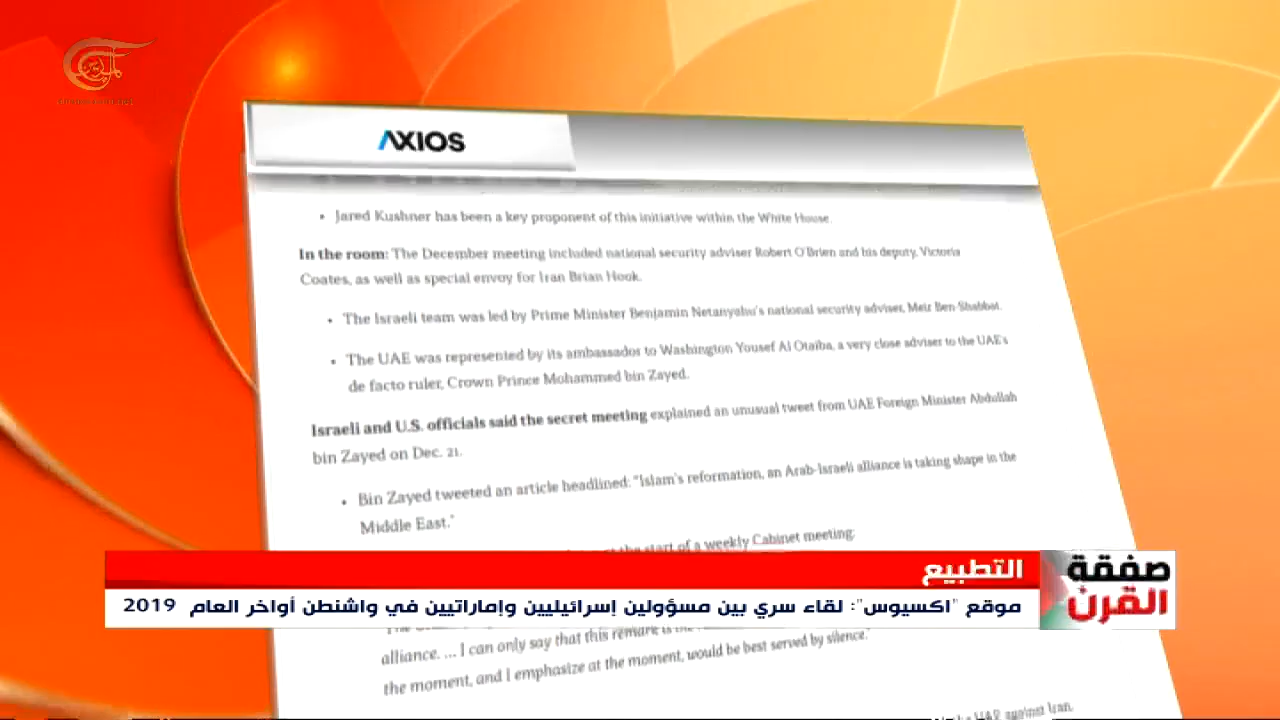 AXIOS
• Jared Kushner has been a key proponent of this initiative within the White House.
In the room: The December meeting included national security adviser Robert O'Brien and his deputy, Victoria
Coates, as well as special envoy for Iran Brian Hook.
• The Israeli team was led by Prime Minister Benjamin Netanyahu's national security adviser, Meir Ben-Shabbat.
• The UAE was represented by its ambassador to Washington Yousef Al Otaiba, a very close adviser to the UAE's
de facto ruler, Crown Prince Mohammed bin Zayed.
Israeli and U.S. officials said the secret meeting explained an unusual tweet from UAE Foreign Minister Abdullah
bin Zayed on Dec. 21.
• Bin Zayed tweeted an article headlined: "Islam's reformation, an Arab-Israeli alliance is taking shape in the
Middle East."
the start of a weekly Cabinet meeting:
التطبيع
صفقة
القرن
موقع "اكسيوس": لقاء سري بين مسؤولين إسرائيليين وإماراتيين في واشنطن أواخر العام 2019
alliance. ... I can only say that this remark is the
the moment, and I emphasize at the moment, would be best served by silence."
the UAE against Iran.